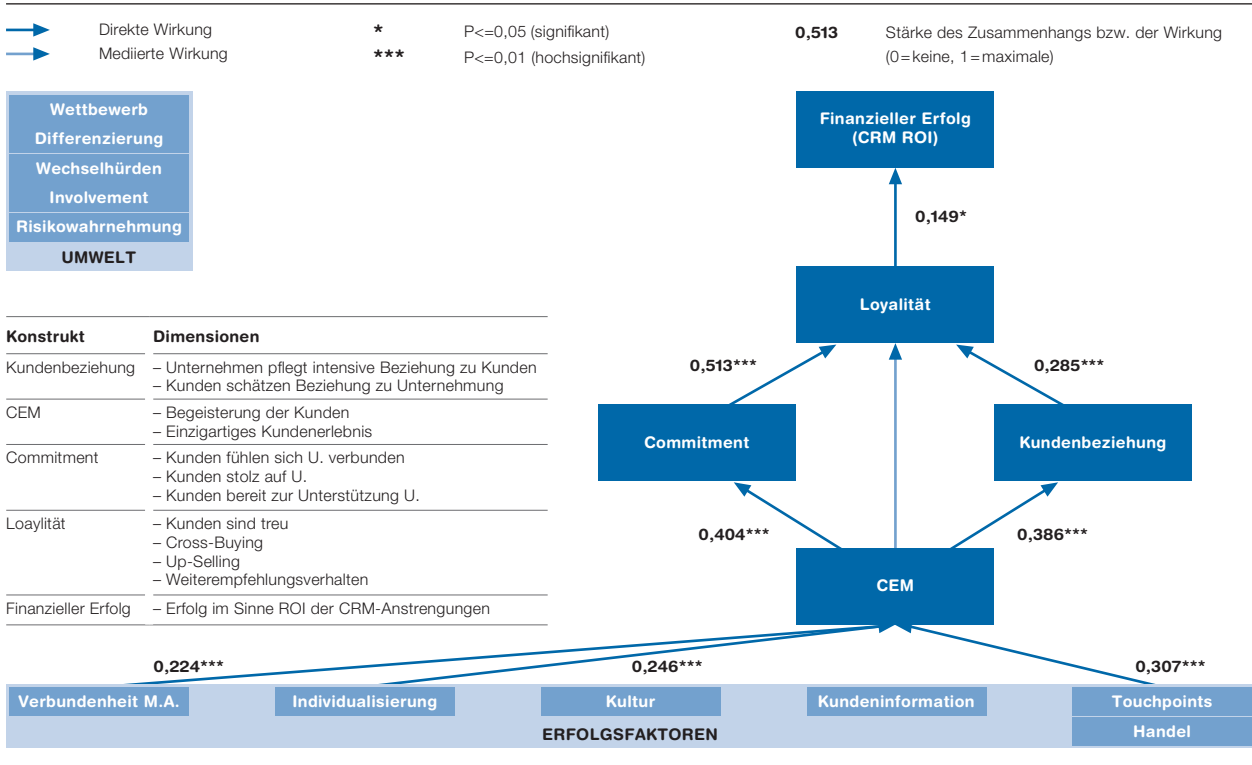 Direkte Wirkung
Mediierte Wirkung
* P<=0,05 (signifikant)
*** P<=0,01 (hochsignifikant)
0,513 Stärke des Zusammenhangs bzw. der Wirkung
(0=keine, 1=maximale)
Wettbewerb
Differenzierung
Wechselhürden
Involvement
Risikowahrnehmung
UMWELT
Finanzieller Erfolg
(CRM ROI)
0,149*
Loyalität
0,513***
0,285***
Commitment
Kundenbeziehung
0,404***
0,386***
CEM
Konstrukt Dimensionen
Kundenbeziehung – Unternehmen pflegt intensive Beziehung zu Kunden
– Kunden schätzen Beziehung zu Unternehmung
CEM – Begeisterung der Kunden
– Einzigartiges Kundenerlebnis
Commitment – Kunden fühlen sich U. verbunden
– Kunden stolz auf U.
– Kunden bereit zur Unterstützung U.
Loaylität – Kunden sind treu
– Cross-Buying
– Up-Selling
– Weiterempfehlungsverhalten
Finanzieller Erfolg – Erfolg im Sinne ROI der CRM-Anstrengungen
0,224*** 0,246*** 0,307***
Verbundenheit M.A. Individualisierung Kultur Kundeninformation Touchpoints
Handel
ERFOLGSFAKTOREN